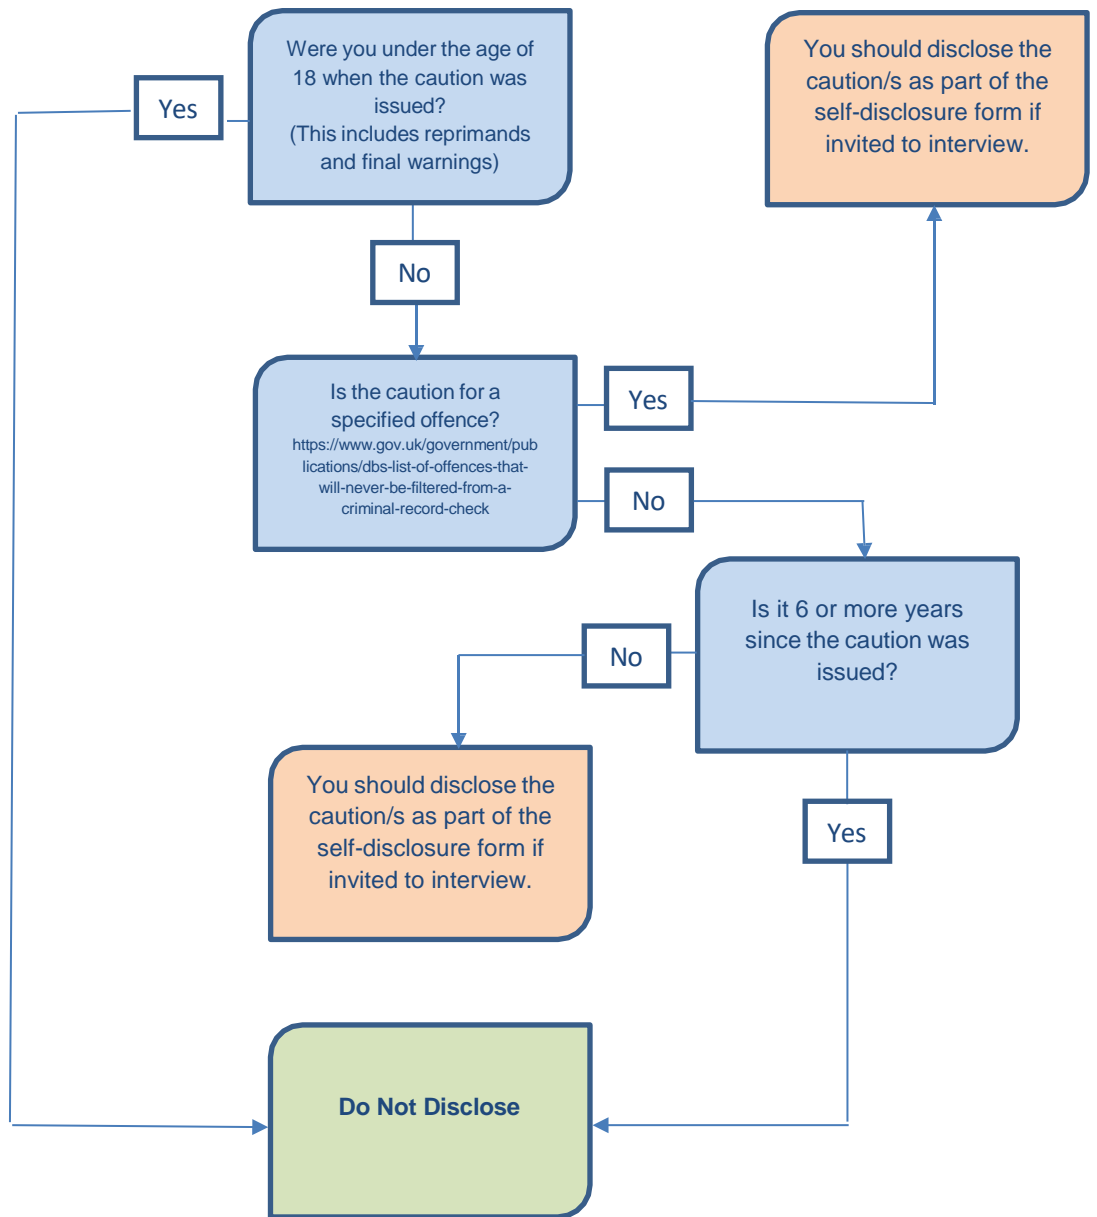 Were you under the age of
18 when the caution was
issued?
(This includes reprimands
and final warnings)
Yes
You should disclose the
caution/s as part of the
self-disclosure form if
invited to interview.
No
Is the caution for a
specified offence?
https://www.gov.uk/government/pub
lications/dbs-list-of-offences-that-
will-never-be-filtered-from-a-
criminal-record-check
Yes
No
Is it 6 or more years
since the caution was
issued?
No
You should disclose the
caution/s as part of the
self-disclosure form if
invited to interview.
Yes
Do Not Disclose